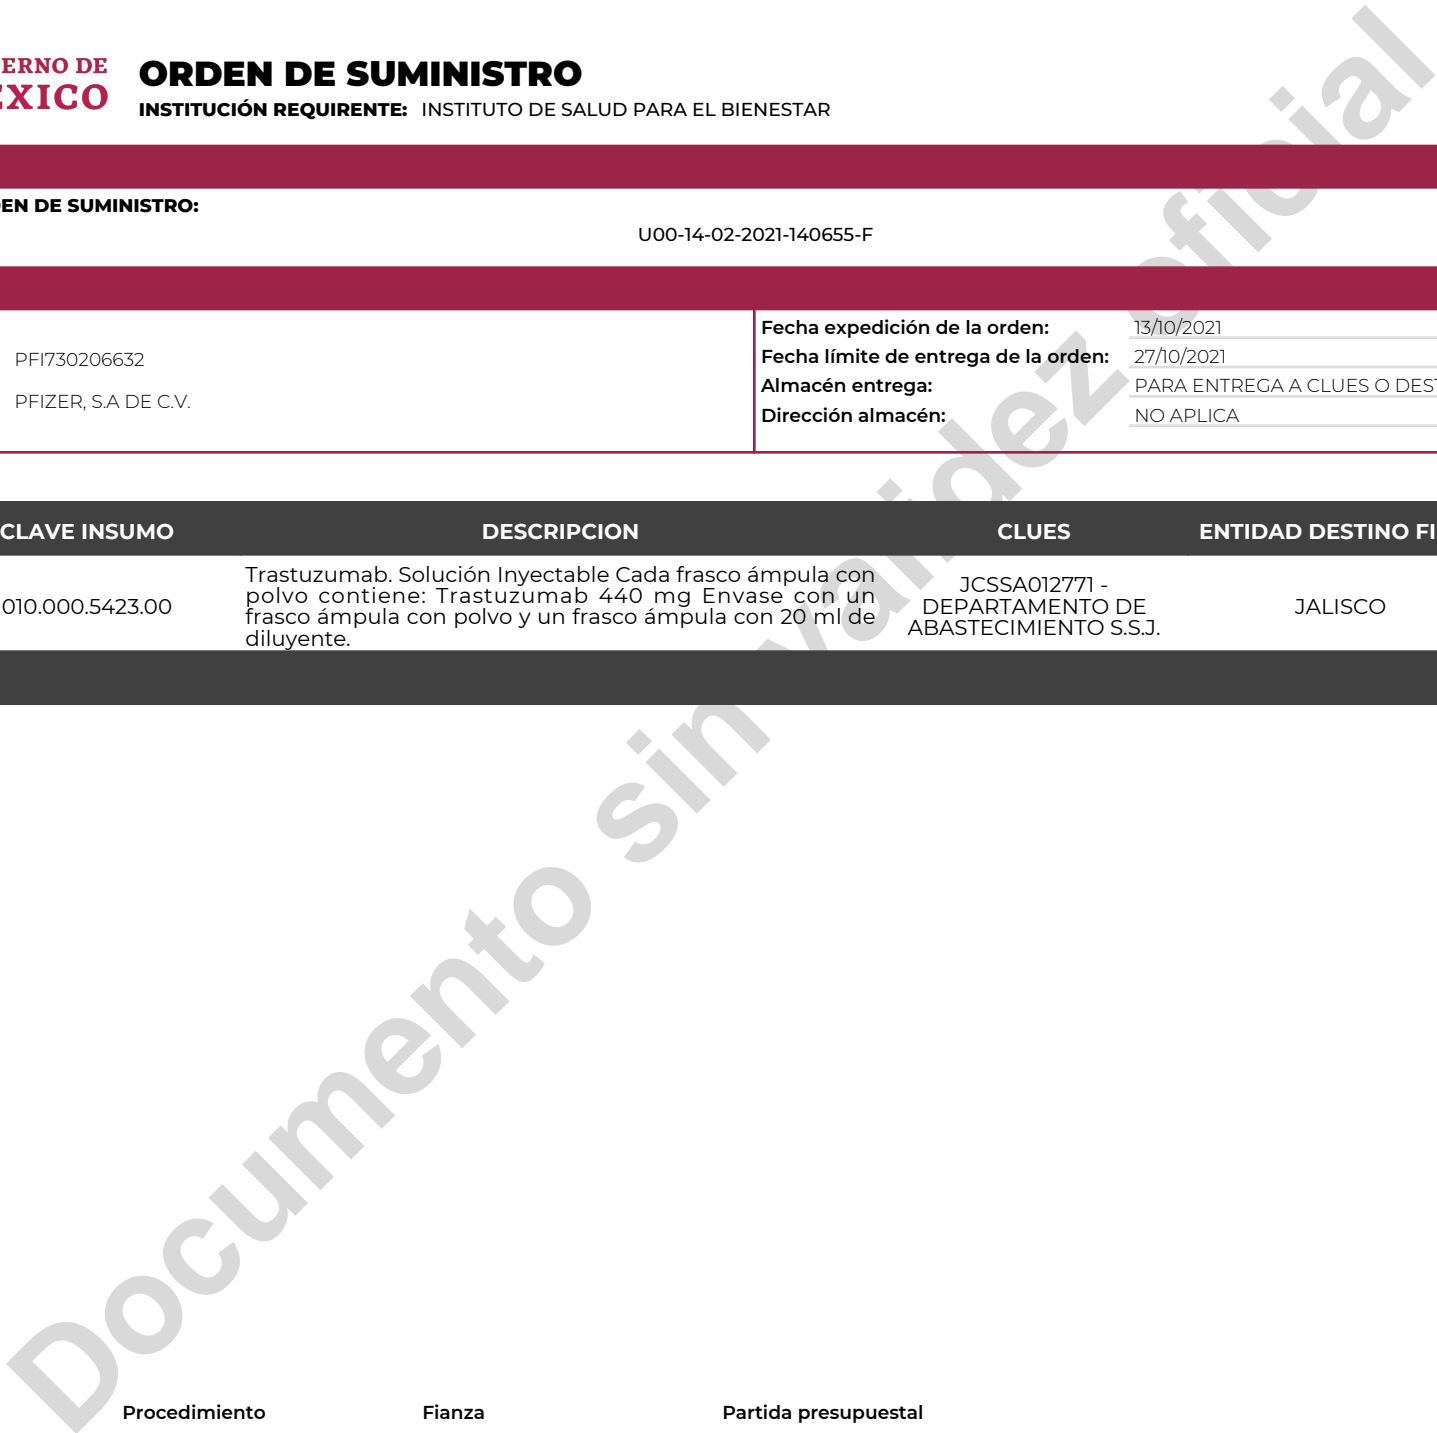 ERNO DE
ÉXICO
ORDEN DE SUMINISTRO
INSTITUCIÓN REQUIRENTE: INSTITUTO DE SALUD PARA EL BIENESTAR
EN DE SUMINISTRO:
U00-14-02-2021-140655-F
PFI730206632
PFIZER, S.A DE C.V.
Fecha expedición de la orden: 13/10/2021
Fecha límite de entrega de la orden: 27/10/2021
Almacén entrega: PARA ENTREGA A CLUES O DEST
Dirección almacén: NO APLICA
CLAVE INSUMO DESCRIPCION CLUES ENTIDAD DESTINO FI
010.000.5423.00
Trastuzumab. Solución Inyectable Cada frasco ámpula con
polvo contiene: Trastuzumab 440 mg Envase con un
frasco ámpula con polvo y un frasco ámpula con 20 ml de
diluyente.
JCSSA012771 -
DEPARTAMENTO DE
ABASTECIMIENTO S.S.J.
JALISCO
Documento sin validez oficial
Procedimiento Fianza Partida presupuestal